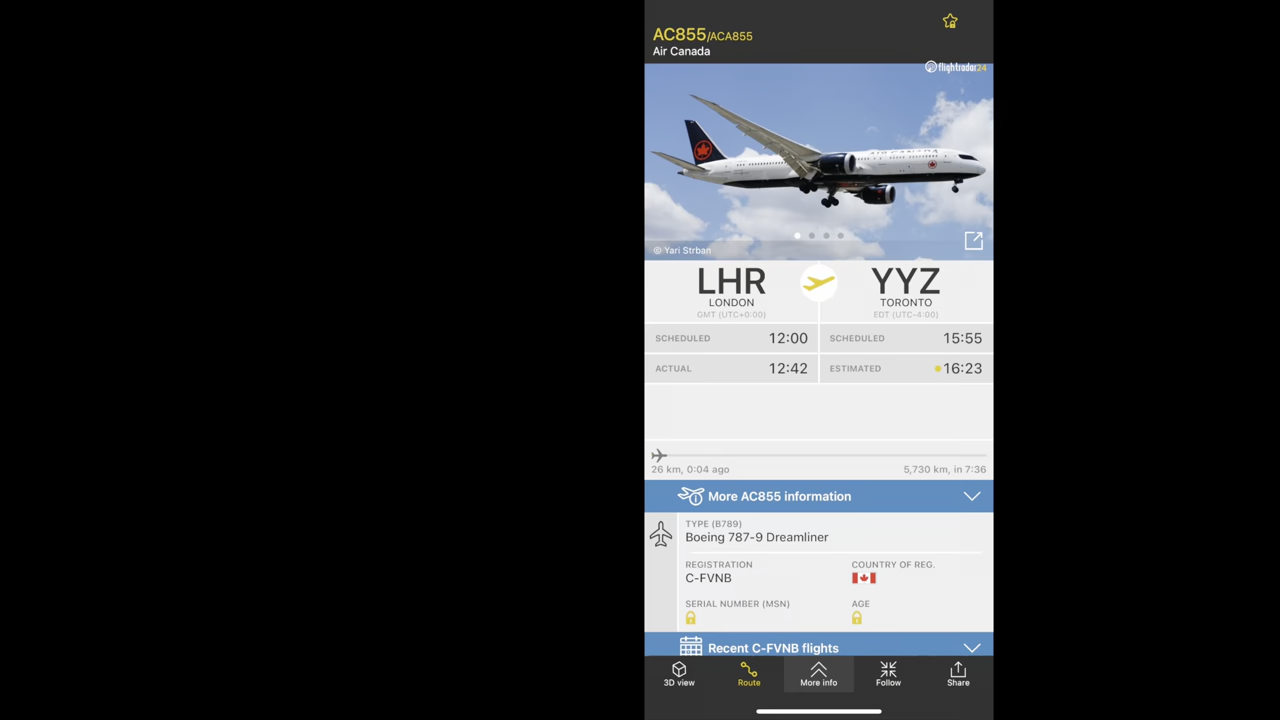 AC855/ACA855
Air Canada
flightradar24
AIR CANADA
© Yari Strban
LHR
LONDON
GMT (UTC+0:00)
YYZ
TORONTO
EDT (UTC-4:00)
SCHEDULED 12:00 SCHEDULED 15:55
ACTUAL 12:42 ESTIMATED 16:23
26 km, 0:04 ago 5,730 km, in 7:36
More AC855 information
TYPE (B789)
Boeing 787-9 Dreamliner
REGISTRATION COUNTRY OF REG.
C-FVNB
SERIAL NUMBER (MSN) AGE
Recent C-FVNB flights
3D view Route More info Follow Share